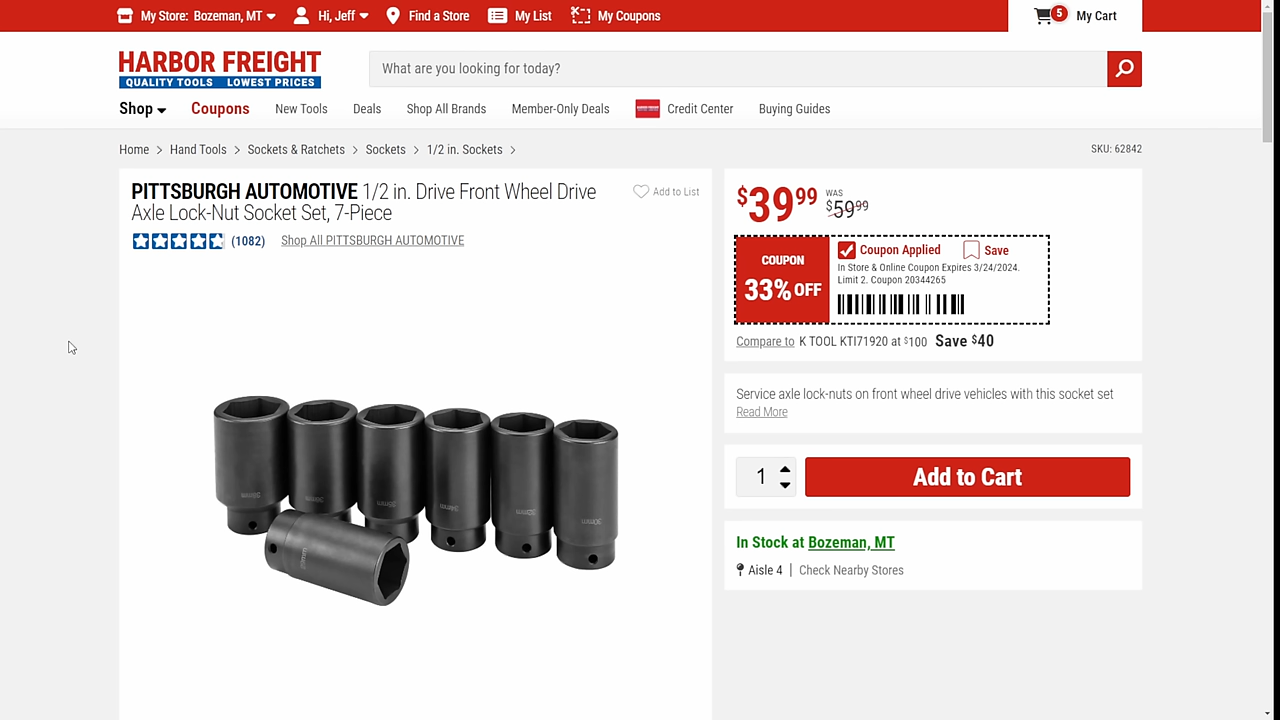 My Store: Bozeman, MT
Hi, Jeff
Find a Store
My List
My Coupons
5
My Cart
HARBOR FREIGHT
QUALITY TOOLS LOWEST PRICES
What are you looking for today?
Shop
Coupons
New Tools
Deals
Shop All Brands
Member-Only Deals
Credit Center
Buying Guides
Home > Hand Tools > Sockets & Ratchets > Sockets > 1/2 in. Sockets >
SKU: 62842
PITTSBURGH AUTOMOTIVE 1/2 in. Drive Front Wheel Drive
Axle Lock-Nut Socket Set, 7-Piece
Add to List
(1082)
Shop All PITTSBURGH AUTOMOTIVE
$39 99
WAS
$59 99
COUPON
33% OFF
Coupon Applied
Save
In Store & Online Coupon Expires 3/24/2024.
Limit 2. Coupon 20344265
Compare to K TOOL KTI71920 at $100 Save $40
Service axle lock-nuts on front wheel drive vehicles with this socket set
Read More
1
Add to Cart
In Stock at Bozeman, MT
Aisle 4 | Check Nearby Stores